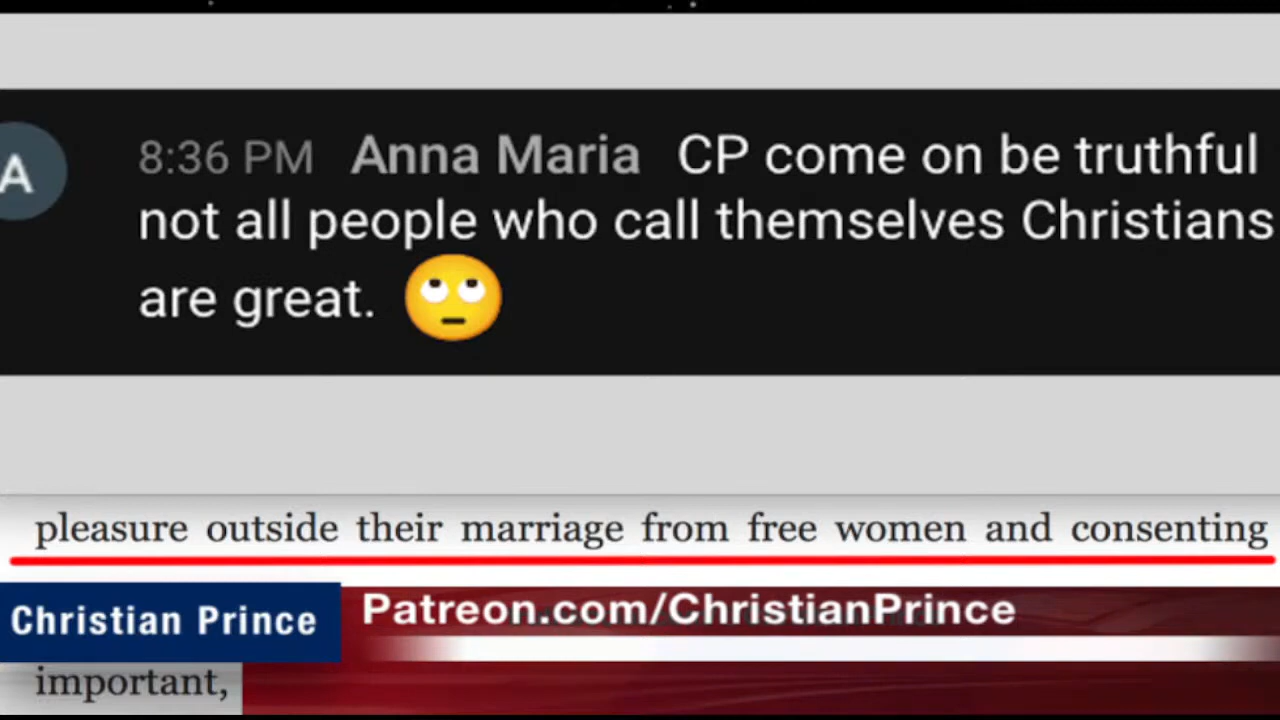 A
8:36 PM Anna Maria CP come on be truthful
not all people who call themselves Christians
are great. 🙄
pleasure outside their marriage from free women and consenting
Christian Prince
Patreon.com/ChristianPrince
important,